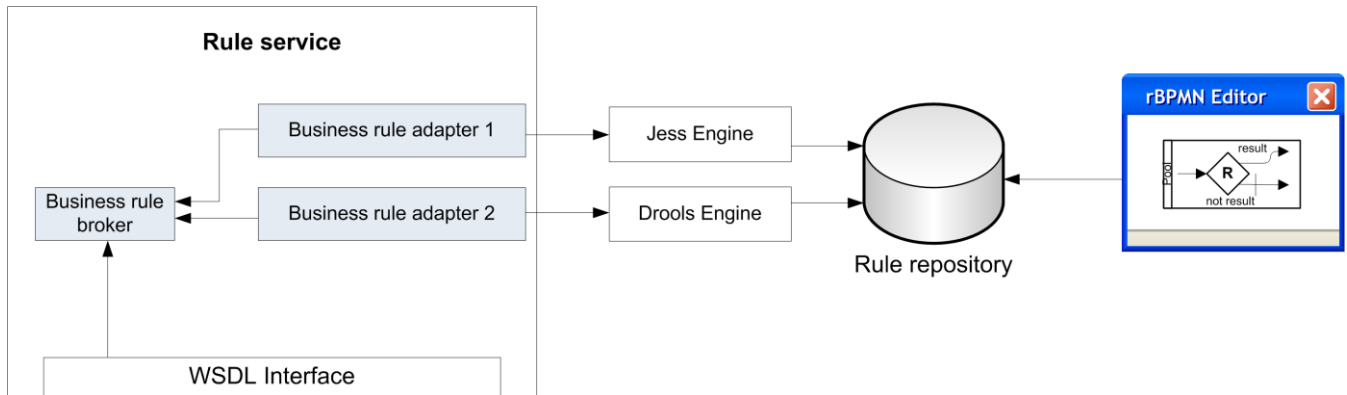 Rule service
Business rule adapter 1
Jess Engine
rBPMN Editor
Pool
R
result
not result
Business rule
broker
Business rule adapter 2
Drools Engine
Rule repository
WSDL Interface